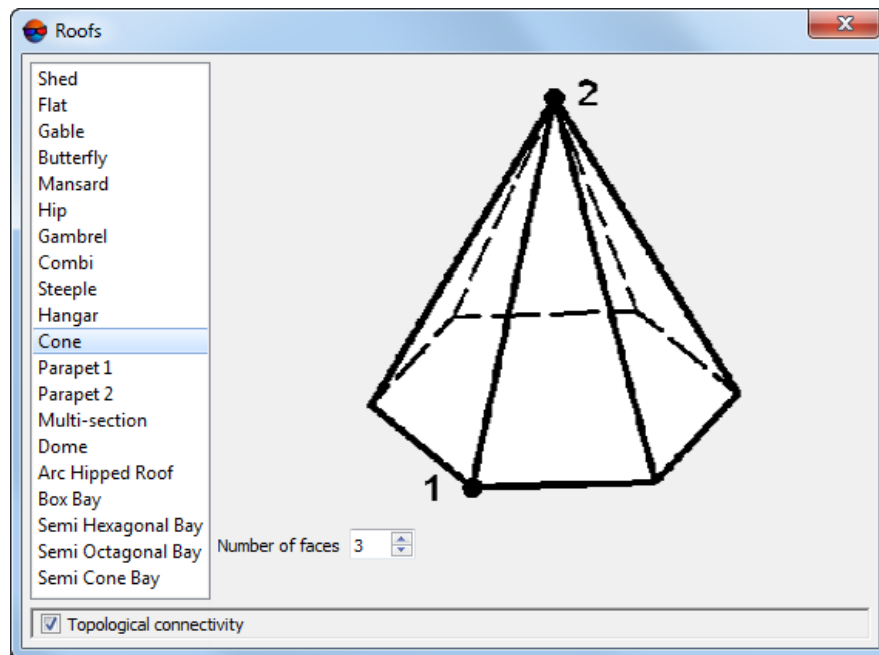 Roofs
Shed
Flat
Gable
Butterfly
Mansard
Hip
Gambrel
Combi
Steeple
Hangar
Cone
Parapet 1
Parapet 2
Multi-section
Dome
Arc Hipped Roof
Box Bay
Semi Hexagonal Bay
Semi Octagonal Bay
Semi Cone Bay
2
1
Number of faces 3
Topological connectivity